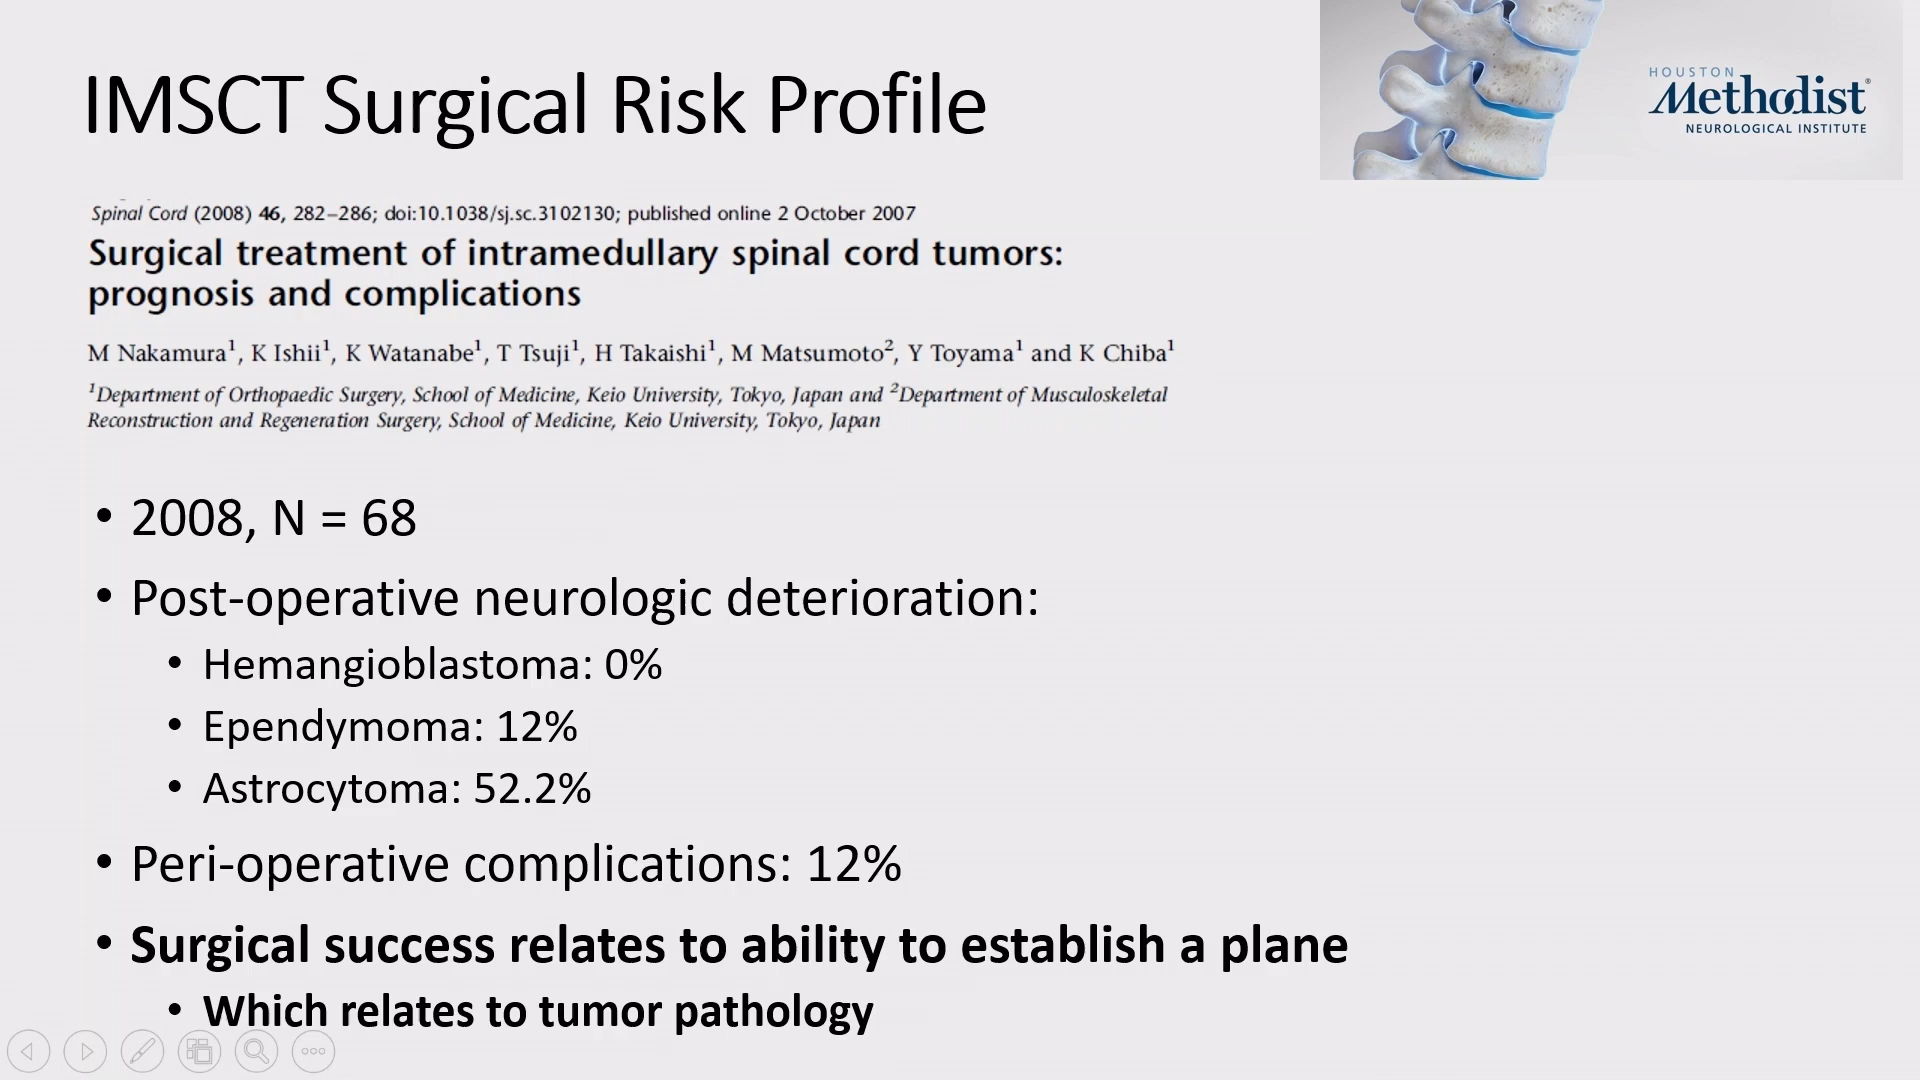 IMSCT Surgical Risk Profile
HOUSTON
Methodist®
NEUROLOGICAL INSTITUTE
Spinal Cord (2008) 46, 282–286; doi:10.1038/sj.sc.3102130; published online 2 October 2007
Surgical treatment of intramedullary spinal cord tumors:
prognosis and complications
M Nakamura¹, K Ishii¹, K Watanabe¹, T Tsuji¹, H Takaishi¹, M Matsumoto², Y Toyama¹ and K Chiba¹
¹Department of Orthopaedic Surgery, School of Medicine, Keio University, Tokyo, Japan and ²Department of Musculoskeletal
Reconstruction and Regeneration Surgery, School of Medicine, Keio University, Tokyo, Japan
• 2008, N = 68
• Post-operative neurologic deterioration:
• Hemangioblastoma: 0%
• Ependymoma: 12%
• Astrocytoma: 52.2%
• Peri-operative complications: 12%
• Surgical success relates to ability to establish a plane
• Which relates to tumor pathology